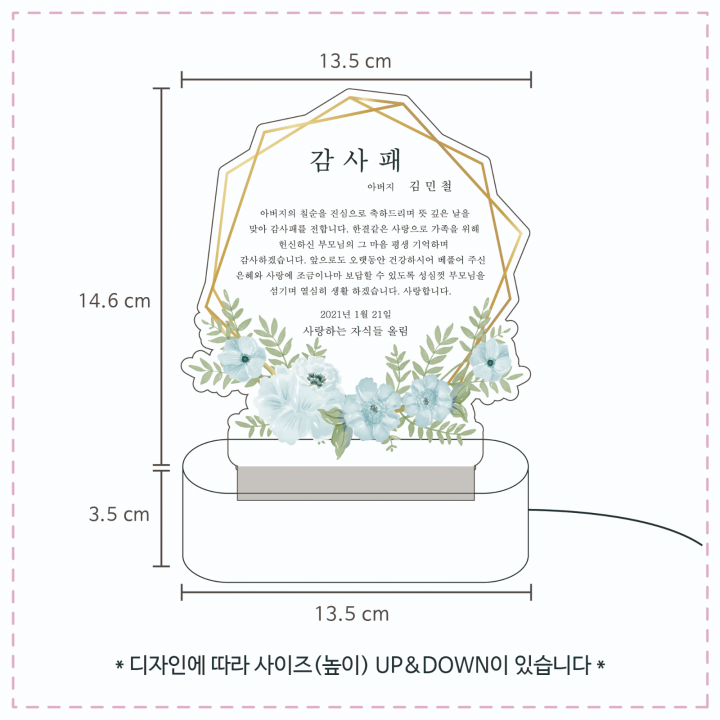 13.5 cm
감사패
아버지 김민철
아버지의 칠순을 진심으로 축하드리며 뜻 깊은 날을
맞아 감사패를 전합니다. 한결같은 사랑으로 가족을 위해
헌신하신 부모님의 그 마음 평생 기억하며
감사하겠습니다. 앞으로도 오랫동안 건강하시어 베풀어 주신
은혜와 사랑에 조금이나마 보답할 수 있도록 성심껏 부모님을
섬기며 열심히 생활 하겠습니다. 사랑합니다.
2021년 1월 21일
사랑하는 자식들 올림
14.6 cm
3.5 cm
13.5 cm
* 디자인에 따라 사이즈(높이) UP&DOWN이 있습니다 *